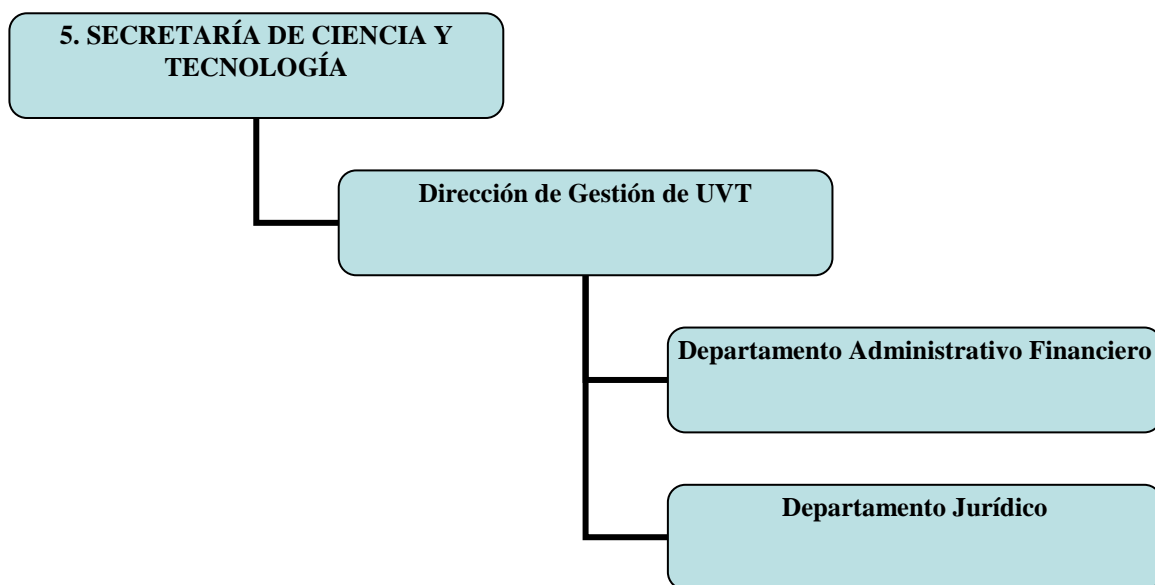 5. SECRETARÍA DE CIENCIA Y
TECNOLOGÍA
Dirección de Gestión de UVT
Departamento Administrativo Financiero
Departamento Jurídico